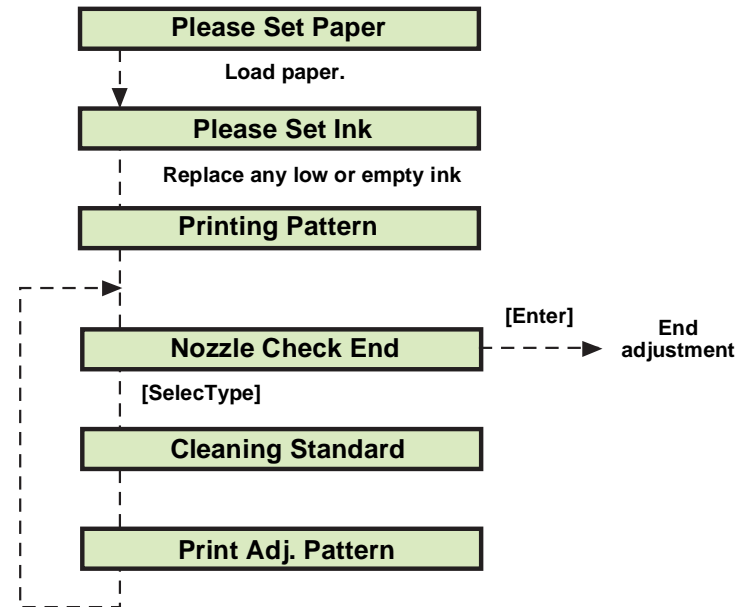 Please Set Paper
Load paper.
Please Set Ink
Replace any low or empty ink
Printing Pattern
[Enter]
End
adjustment
Nozzle Check End
[SelecType]
Cleaning Standard
Print Adj. Pattern